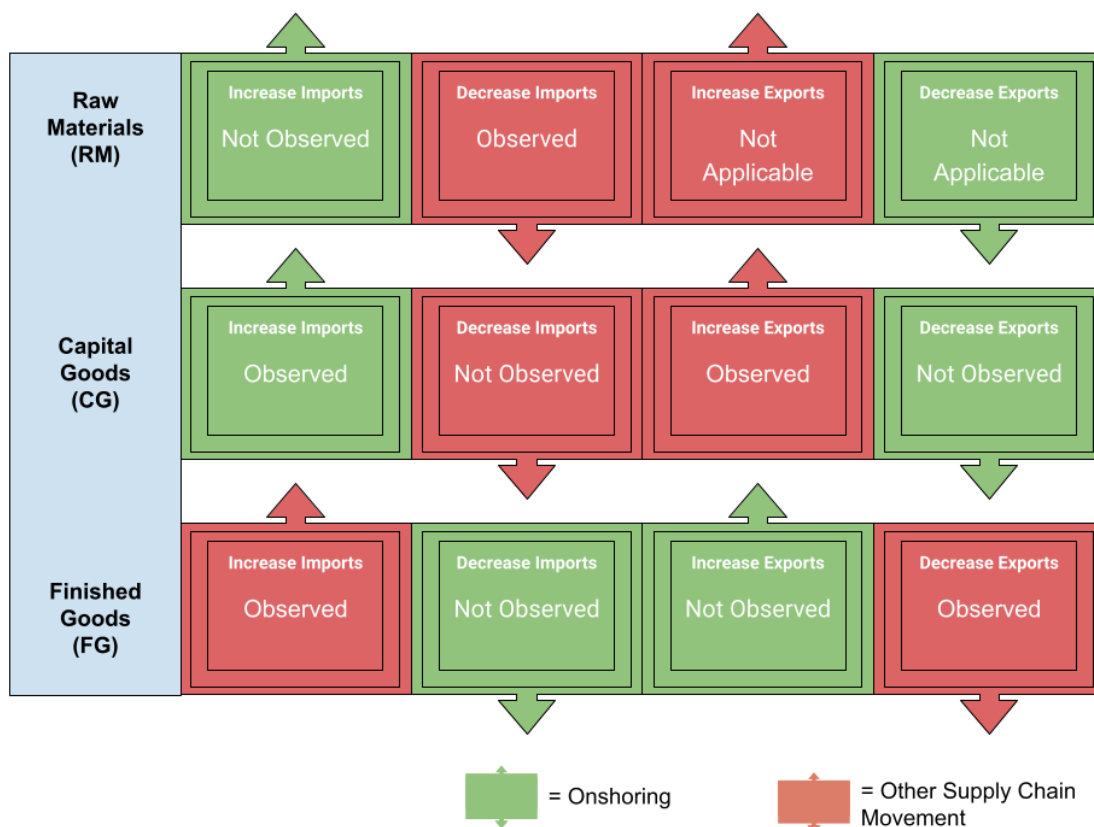 Raw
Materials
(RM)
Increase Imports
Not Observed
Decrease Imports
Observed
Increase Exports
Not
Applicable
Decrease Exports
Not
Applicable
Capital
Goods
(CG)
Increase Imports
Observed
Decrease Imports
Not Observed
Increase Exports
Observed
Decrease Exports
Not Observed
Finished
Goods
(FG)
Increase Imports
Observed
Decrease Imports
Not Observed
Increase Exports
Not Observed
Decrease Exports
Observed
= Onshoring
= Other Supply Chain
Movement